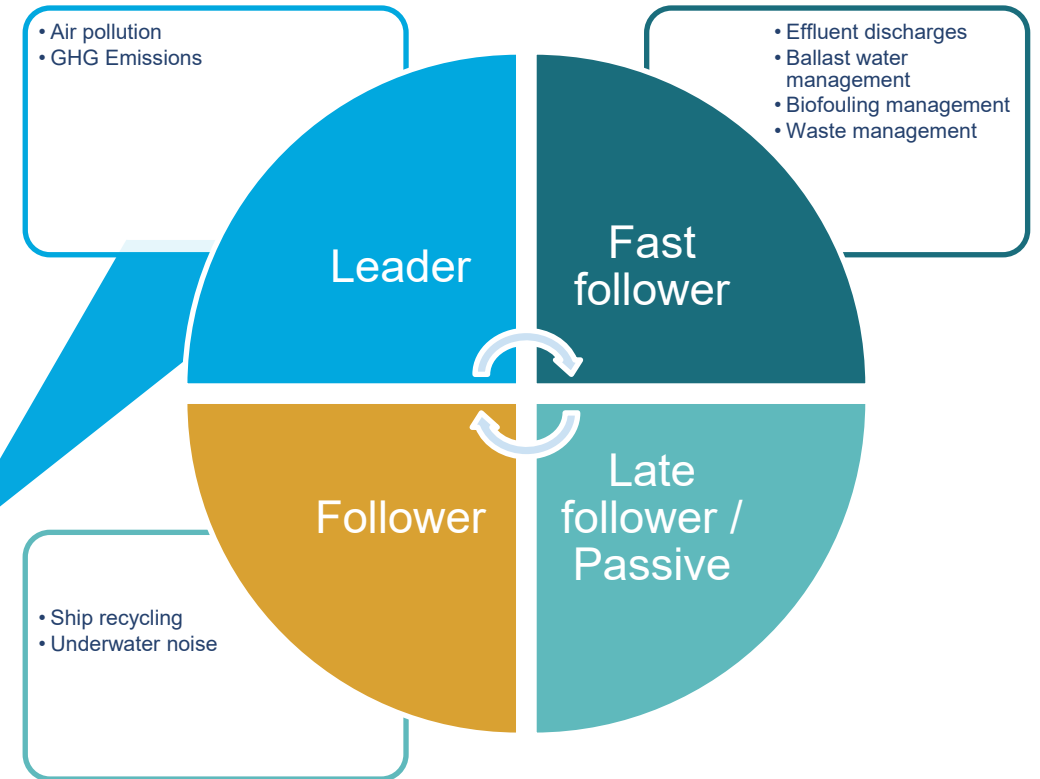 • Air pollution
• GHG Emissions
• Effluent discharges
• Ballast water
management
• Biofouling management
• Waste management
Leader
Fast
follower
Follower
Late
follower /
Passive
• Ship recycling
• Underwater noise